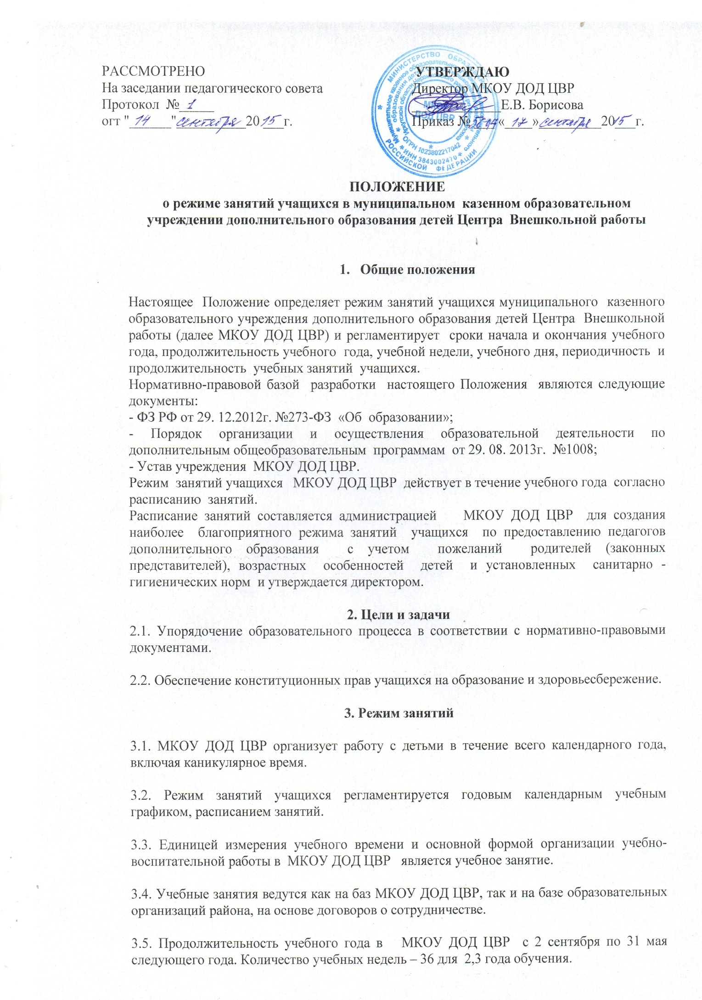 РАССМОТРЕНО
На заседании педагогического совета
Протокол № 1
огт "14" сентября 2015г.
УТВЕРЖДАЮ
Директор МКОУ ДОД ЦВР
Е.В. Борисова
Приказ № «17» сентября 2015 г.
МИНИСТЕРСТВО ОБРАЗОВАНИЯ
РОССИЙСКОЙ ФЕДЕРАЦИИ
* ИНН 3843002470 *
* ОГРН 1023802217042 *
ДОД ЦВР
ПОЛОЖЕНИЕ
о режиме занятий учащихся в муниципальном казенном образовательном
учреждении дополнительного образования детей Центра Внешкольной работы
1. Общие положения
Настоящее Положение определяет режим занятий учащихся муниципального казенного
образовательного учреждения дополнительного образования детей Центра Внешкольной
работы (далее МКОУ ДОД ЦВР) и регламентирует сроки начала и окончания учебного
года, продолжительность учебного года, учебной недели, учебного дня, периодичность и
продолжительность учебных занятий учащихся.
Нормативно-правовой базой разработки настоящего Положения являются следующие
документы:
- ФЗ РФ от 29. 12.2012г. №273-ФЗ «Об образовании»;
- Порядок организации и осуществления образовательной деятельности по
дополнительным общеобразовательным программам от 29. 08. 2013г. №1008;
- Устав учреждения МКОУ ДОД ЦВР.
Режим занятий учащихся МКОУ ДОД ЦВР действует в течение учебного года согласно
расписанию занятий.
Расписание занятий составляется администрацией МКОУ ДОД ЦВР для создания
наиболее благоприятного режима занятий учащихся по предоставлению педагогов
дополнительного образования с учетом пожеланий родителей (законных
представителей), возрастных особенностей детей и установленных санитарно -
гигиенических норм и утверждается директором.
2. Цели и задачи
2.1. Упорядочение образовательного процесса в соответствии с нормативно-правовыми
документами.
2.2. Обеспечение конституционных прав учащихся на образование и здоровьесбережение.
3. Режим занятий
3.1. МКОУ ДОД ЦВР организует работу с детьми в течение всего календарного года,
включая каникулярное время.
3.2. Режим занятий учащихся регламентируется годовым календарным учебным
графиком, расписанием занятий.
3.3. Единицей измерения учебного времени и основной формой организации учебно-
воспитательной работы в МКОУ ДОД ЦВР является учебное занятие.
3.4. Учебные занятия ведутся как на баз МКОУ ДОД ЦВР, так и на базе образовательных
организаций района, на основе договоров о сотрудничестве.
3.5. Продолжительность учебного года в МКОУ ДОД ЦВР с 2 сентября по 31 мая
следующего года. Количество учебных недель – 36 для 2,3 года обучения.